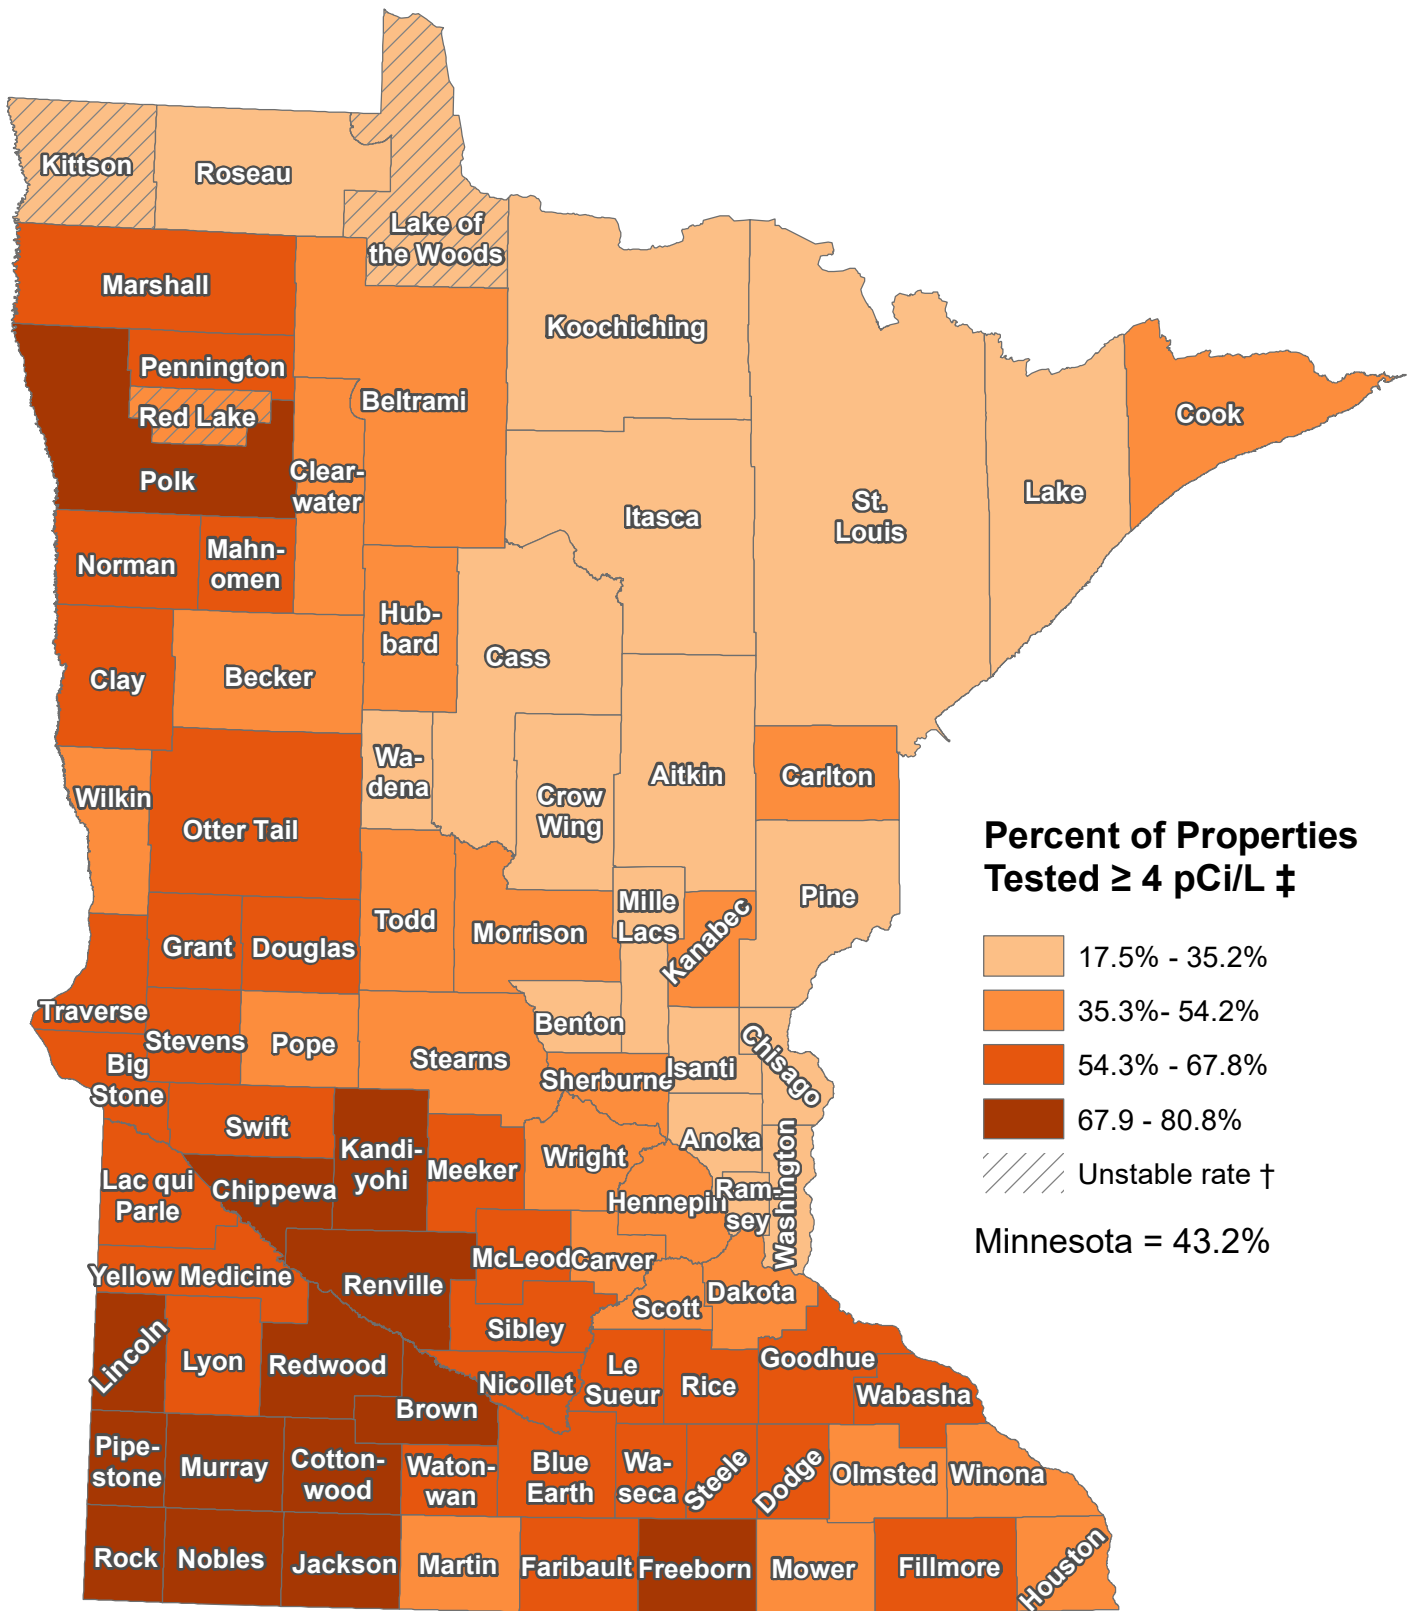 Kittson
Roseau
Lake of
the Woods
Marshall
Koochiching
Pennington
Beltrami
Red Lake
Cook
Polk
Clear-
water
Itasca
St.
Louis
Lake
Norman
Mahn-
omen
Hub-
bard
Cass
Clay
Becker
Wa-
dena
Aitkin
Carlton
Wilkin
Crow
Wing
Otter Tail
Pine
Mille
Lacs
Todd
Morrison
Kanabec
Grant
Douglas
Traverse
Stevens
Pope
Benton
Stearns
Big
Stone
Sherburne
Isanti
Chisago
Swift
Kandi-
yohi
Meeker
Wright
Anoka
Washington
Lac qui
Parle
Chippewa
Hennepin
Ram-
sey
Yellow Medicine
Renville
McLeod
Carver
Dakota
Scott
Lincoln
Lyon
Redwood
Sibley
Nicollet
Le
Sueur
Rice
Goodhue
Wabasha
Brown
Pipe-
stone
Murray
Cotton-
wood
Waton-
wan
Blue
Earth
Wa-
seca
Steele
Dodge
Olmsted
Winona
Rock
Nobles
Jackson
Martin
Faribault
Freeborn
Mower
Fillmore
Houston
Percent of Properties
Tested ≥ 4 pCi/L ‡
17.5% - 35.2%
35.3%- 54.2%
54.3% - 67.8%
67.9 - 80.8%
Unstable rate †
Minnesota = 43.2%